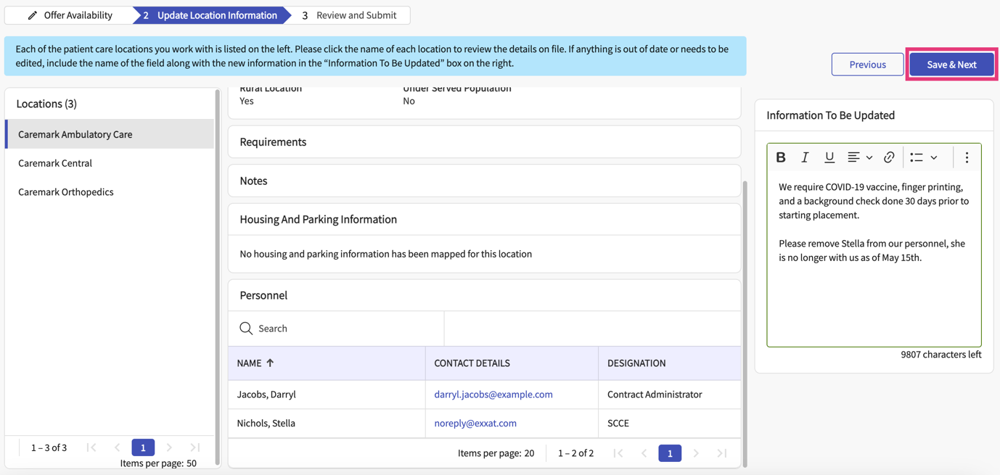 Offer Availability
2 Update Location Information
3 Review and Submit
Each of the patient care locations you work with is listed on the left. Please click the name of each location to review the details on file. If anything is out of date or needs to be
edited, include the name of the field along with the new information in the “Information To Be Updated” box on the right.
Previous
Save & Next
Locations (3)
Caremark Ambulatory Care
Caremark Central
Caremark Orthopedics
1 – 3 of 3
1
Items per page: 50
Rural Location
Under Served Population
Yes
No
Requirements
Notes
Housing And Parking Information
No housing and parking information has been mapped for this location
Personnel
Search
NAME CONTACT DETAILS DESIGNATION
Jacobs, Darryl darryl.jacobs@example.com Contract Administrator
Nichols, Stella noreply@exxat.com SCCE
Items per page: 20 1 – 2 of 2 1
Information To Be Updated
B I U
We require COVID-19 vaccine, finger printing,
and a background check done 30 days prior to
starting placement.
Please remove Stella from our personnel, she
is no longer with us as of May 15th.
9807 characters left